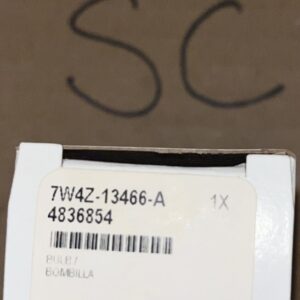 SC
7W4Z-13466-A 1X
4836854
BULB /
BOMBILLA